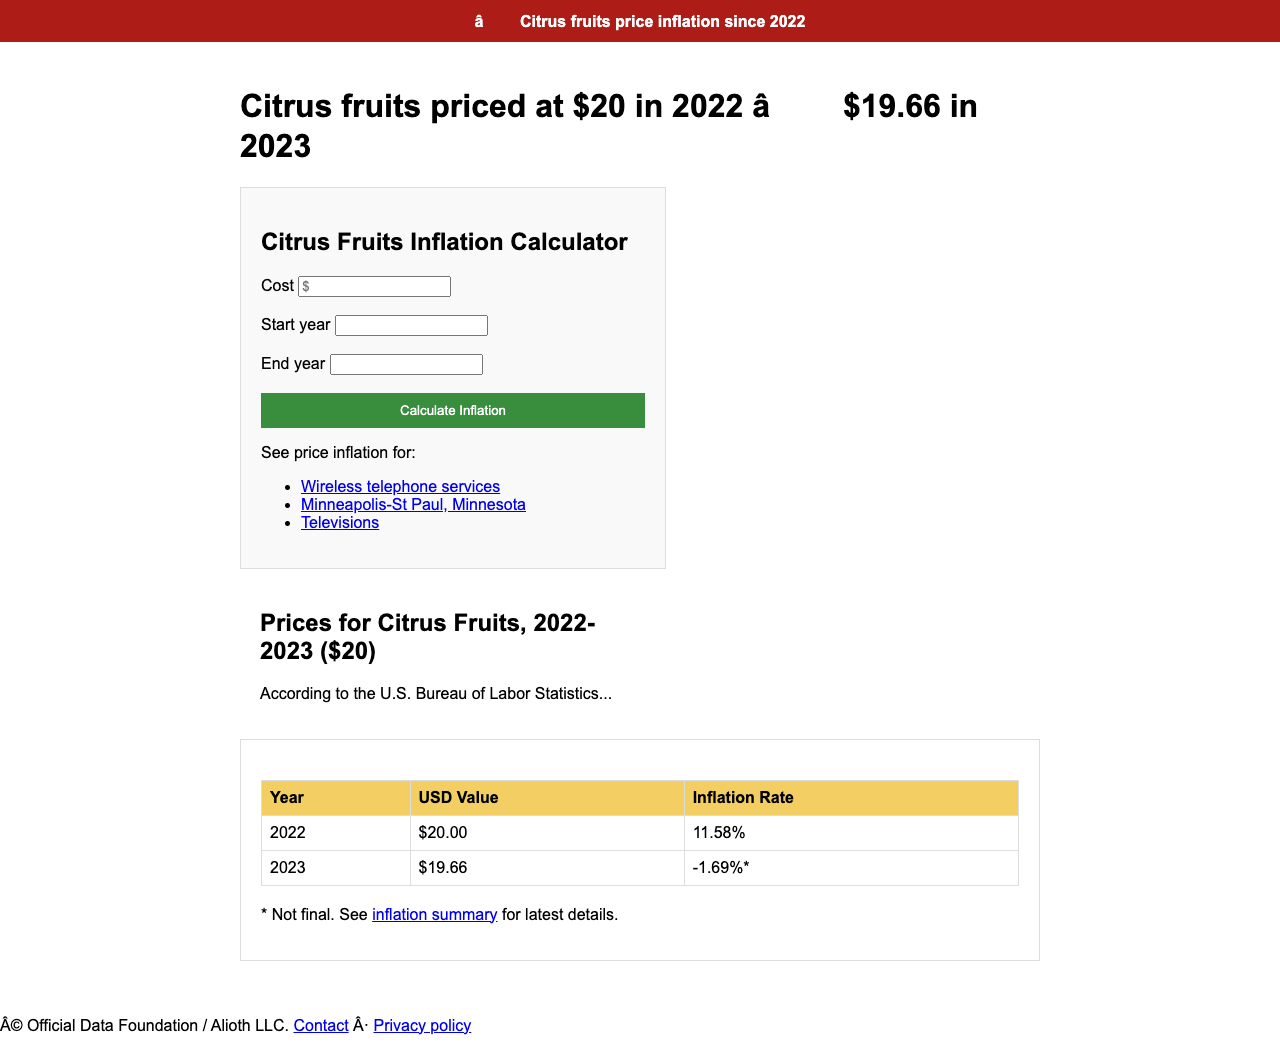 â Citrus fruits price inflation since 2022
Citrus fruits priced at $20 in 2022 â $19.66 in
2023
Citrus Fruits Inflation Calculator
Cost $
Start year
End year
Calculate Inflation
See price inflation for:
• Wireless telephone services
• Minneapolis-St Paul, Minnesota
• Televisions
Prices for Citrus Fruits, 2022-
2023 ($20)
According to the U.S. Bureau of Labor Statistics...
Year USD Value Inflation Rate
2022 $20.00 11.58%
2023 $19.66 -1.69%*
* Not final. See inflation summary for latest details.
Â© Official Data Foundation / Alioth LLC. Contact Â· Privacy policy